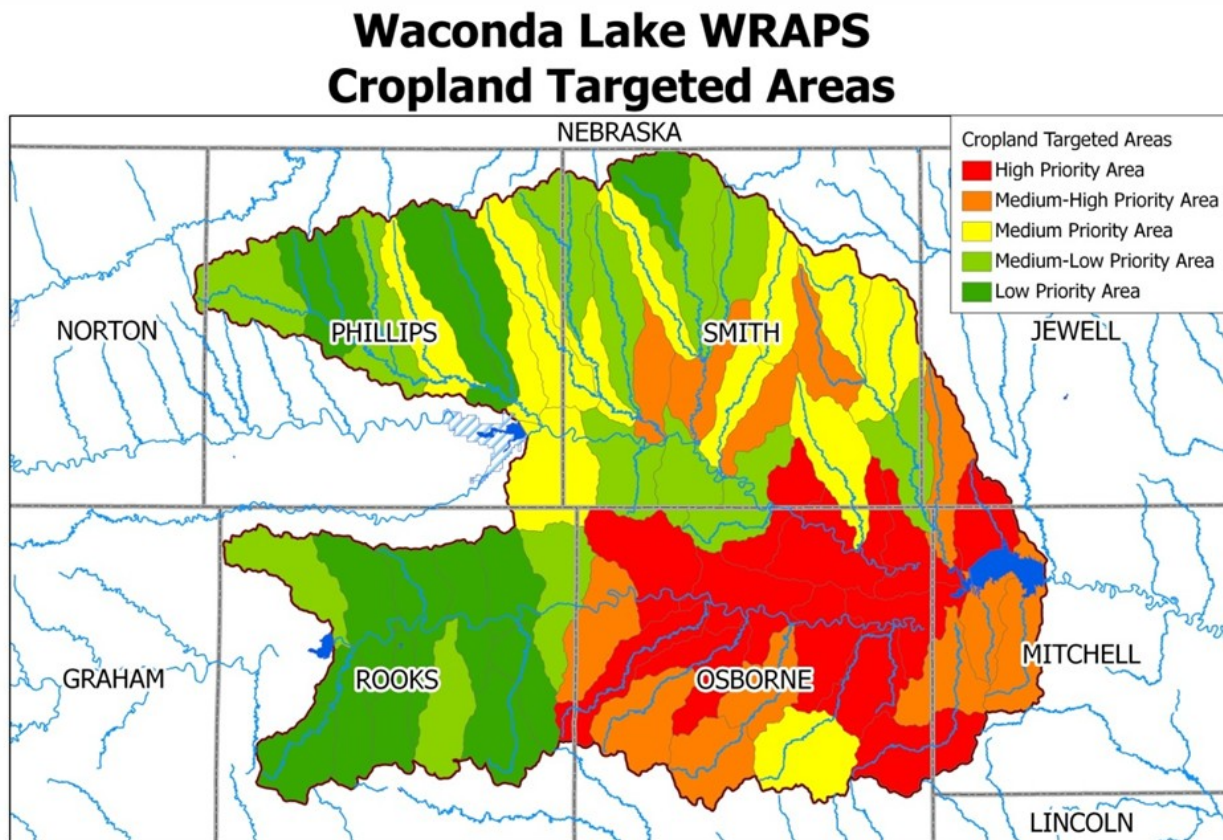 Waconda Lake WRAPS
Cropland Targeted Areas
NEBRASKA
Cropland Targeted Areas
High Priority Area
Medium-High Priority Area
Medium Priority Area
Medium-Low Priority Area
Low Priority Area
NORTON
PHILLIPS
SMITH
JEWELL
GRAHAM
ROOKS
OSBORNE
MITCHELL
LINCOLN